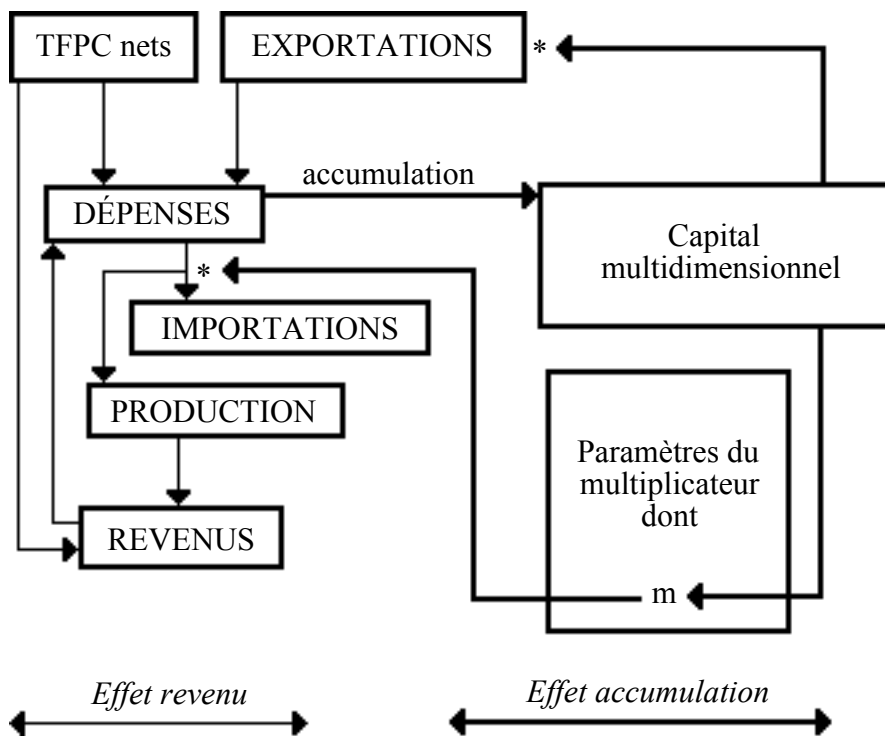 TFPC nets
EXPORTATIONS *
accumulation
DÉPENSES
Capital
multidimensionnel
*
IMPORTATIONS
PRODUCTION
Paramètres du
multiplicateur
dont
REVENUS
m
Effet revenu
Effet accumulation